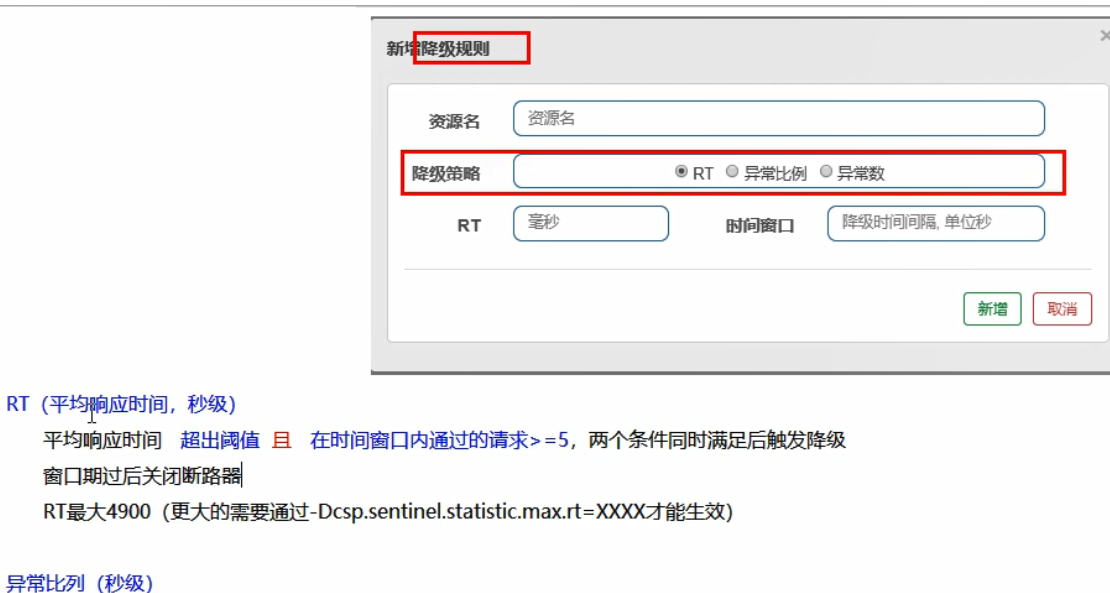 新增降级规则
×
资源名 资源名
降级策略 RT 异常比例 异常数
RT 毫秒 时间窗口 降级时间间隔, 单位秒
新增 取消
RT（平均响应时间，秒级）
平均响应时间 超出阈值 且 在时间窗口内通过的请求>=5，两个条件同时满足后触发降级
窗口期过后关闭断路器
RT最大4900（更大的需要通过-Dcsp.sentinel.statistic.max.rt=XXXX才能生效）
异常比列（秒级）